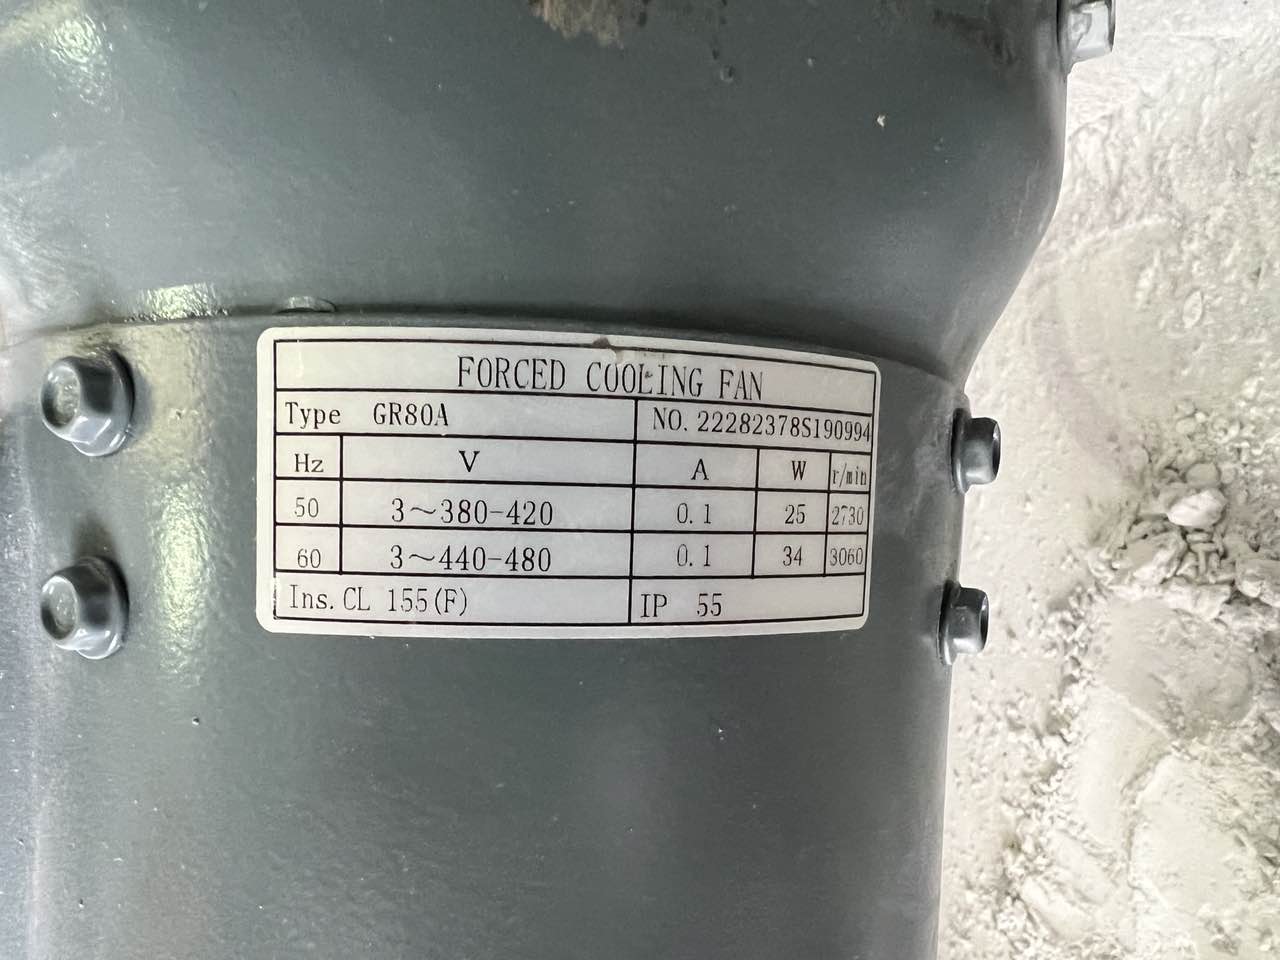 FORCED COOLING FAN
Type GR80A NO. 22282378S190994
Hz V A W r/min
50 3～380-420 0.1 25 2730
60 3～440-480 0.1 34 3060
Ins. CL 155(F) IP 55